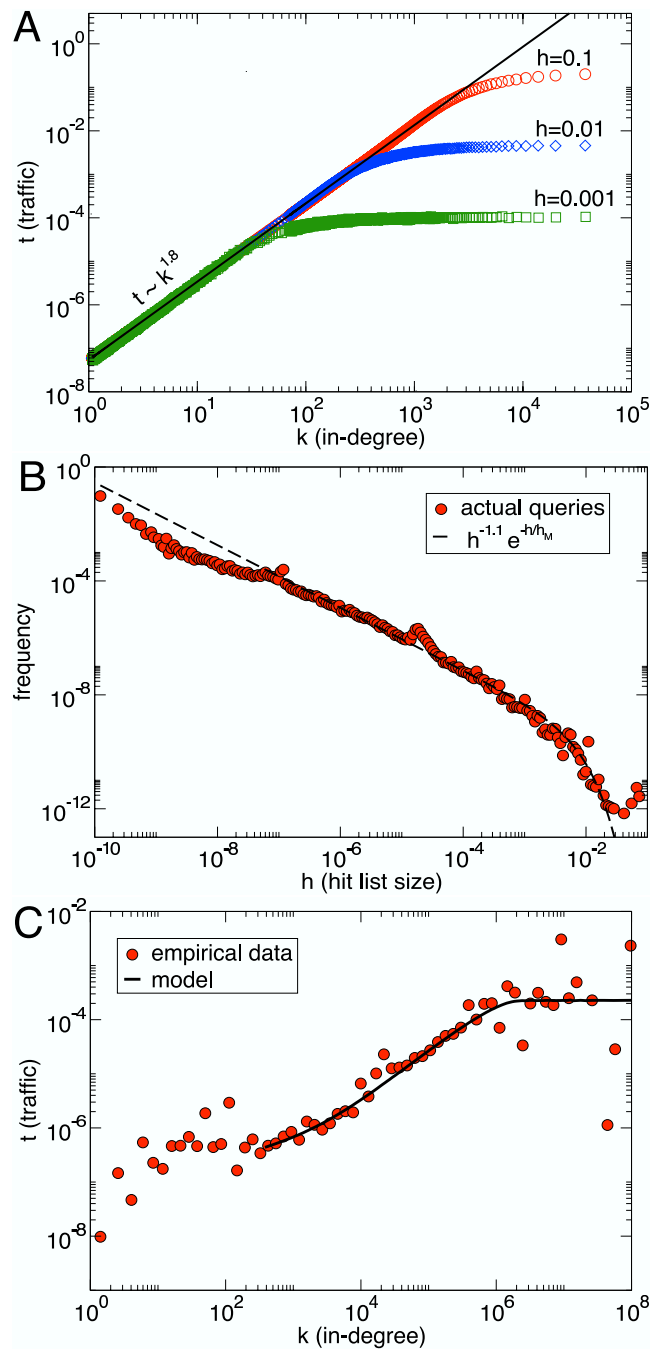 A
10^0
10^-2
10^-4
10^-6
10^-8
t (traffic)
h=0.1
h=0.01
h=0.001
t ~ k^1.8
10^0 10^1 10^2 10^3 10^4 10^5
k (in-degree)
B
10^0
10^-4
10^-8
10^-12
frequency
actual queries
h^-1.1 e^-h/h_M
10^-10 10^-8 10^-6 10^-4 10^-2
h (hit list size)
C
10^-2
10^-4
10^-6
10^-8
t (traffic)
empirical data
model
10^0 10^2 10^4 10^6 10^8
k (in-degree)